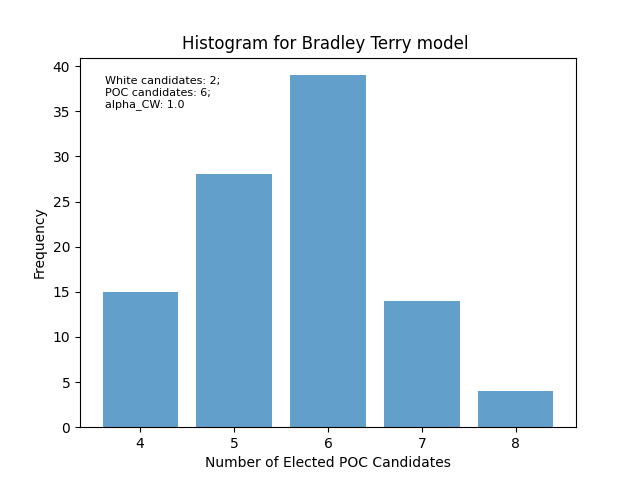 Histogram for Bradley Terry model
White candidates: 2;
POC candidates: 6;
alpha_CW: 1.0
Frequency
40
35
30
25
20
15
10
5
0
4 5 6 7 8
Number of Elected POC Candidates